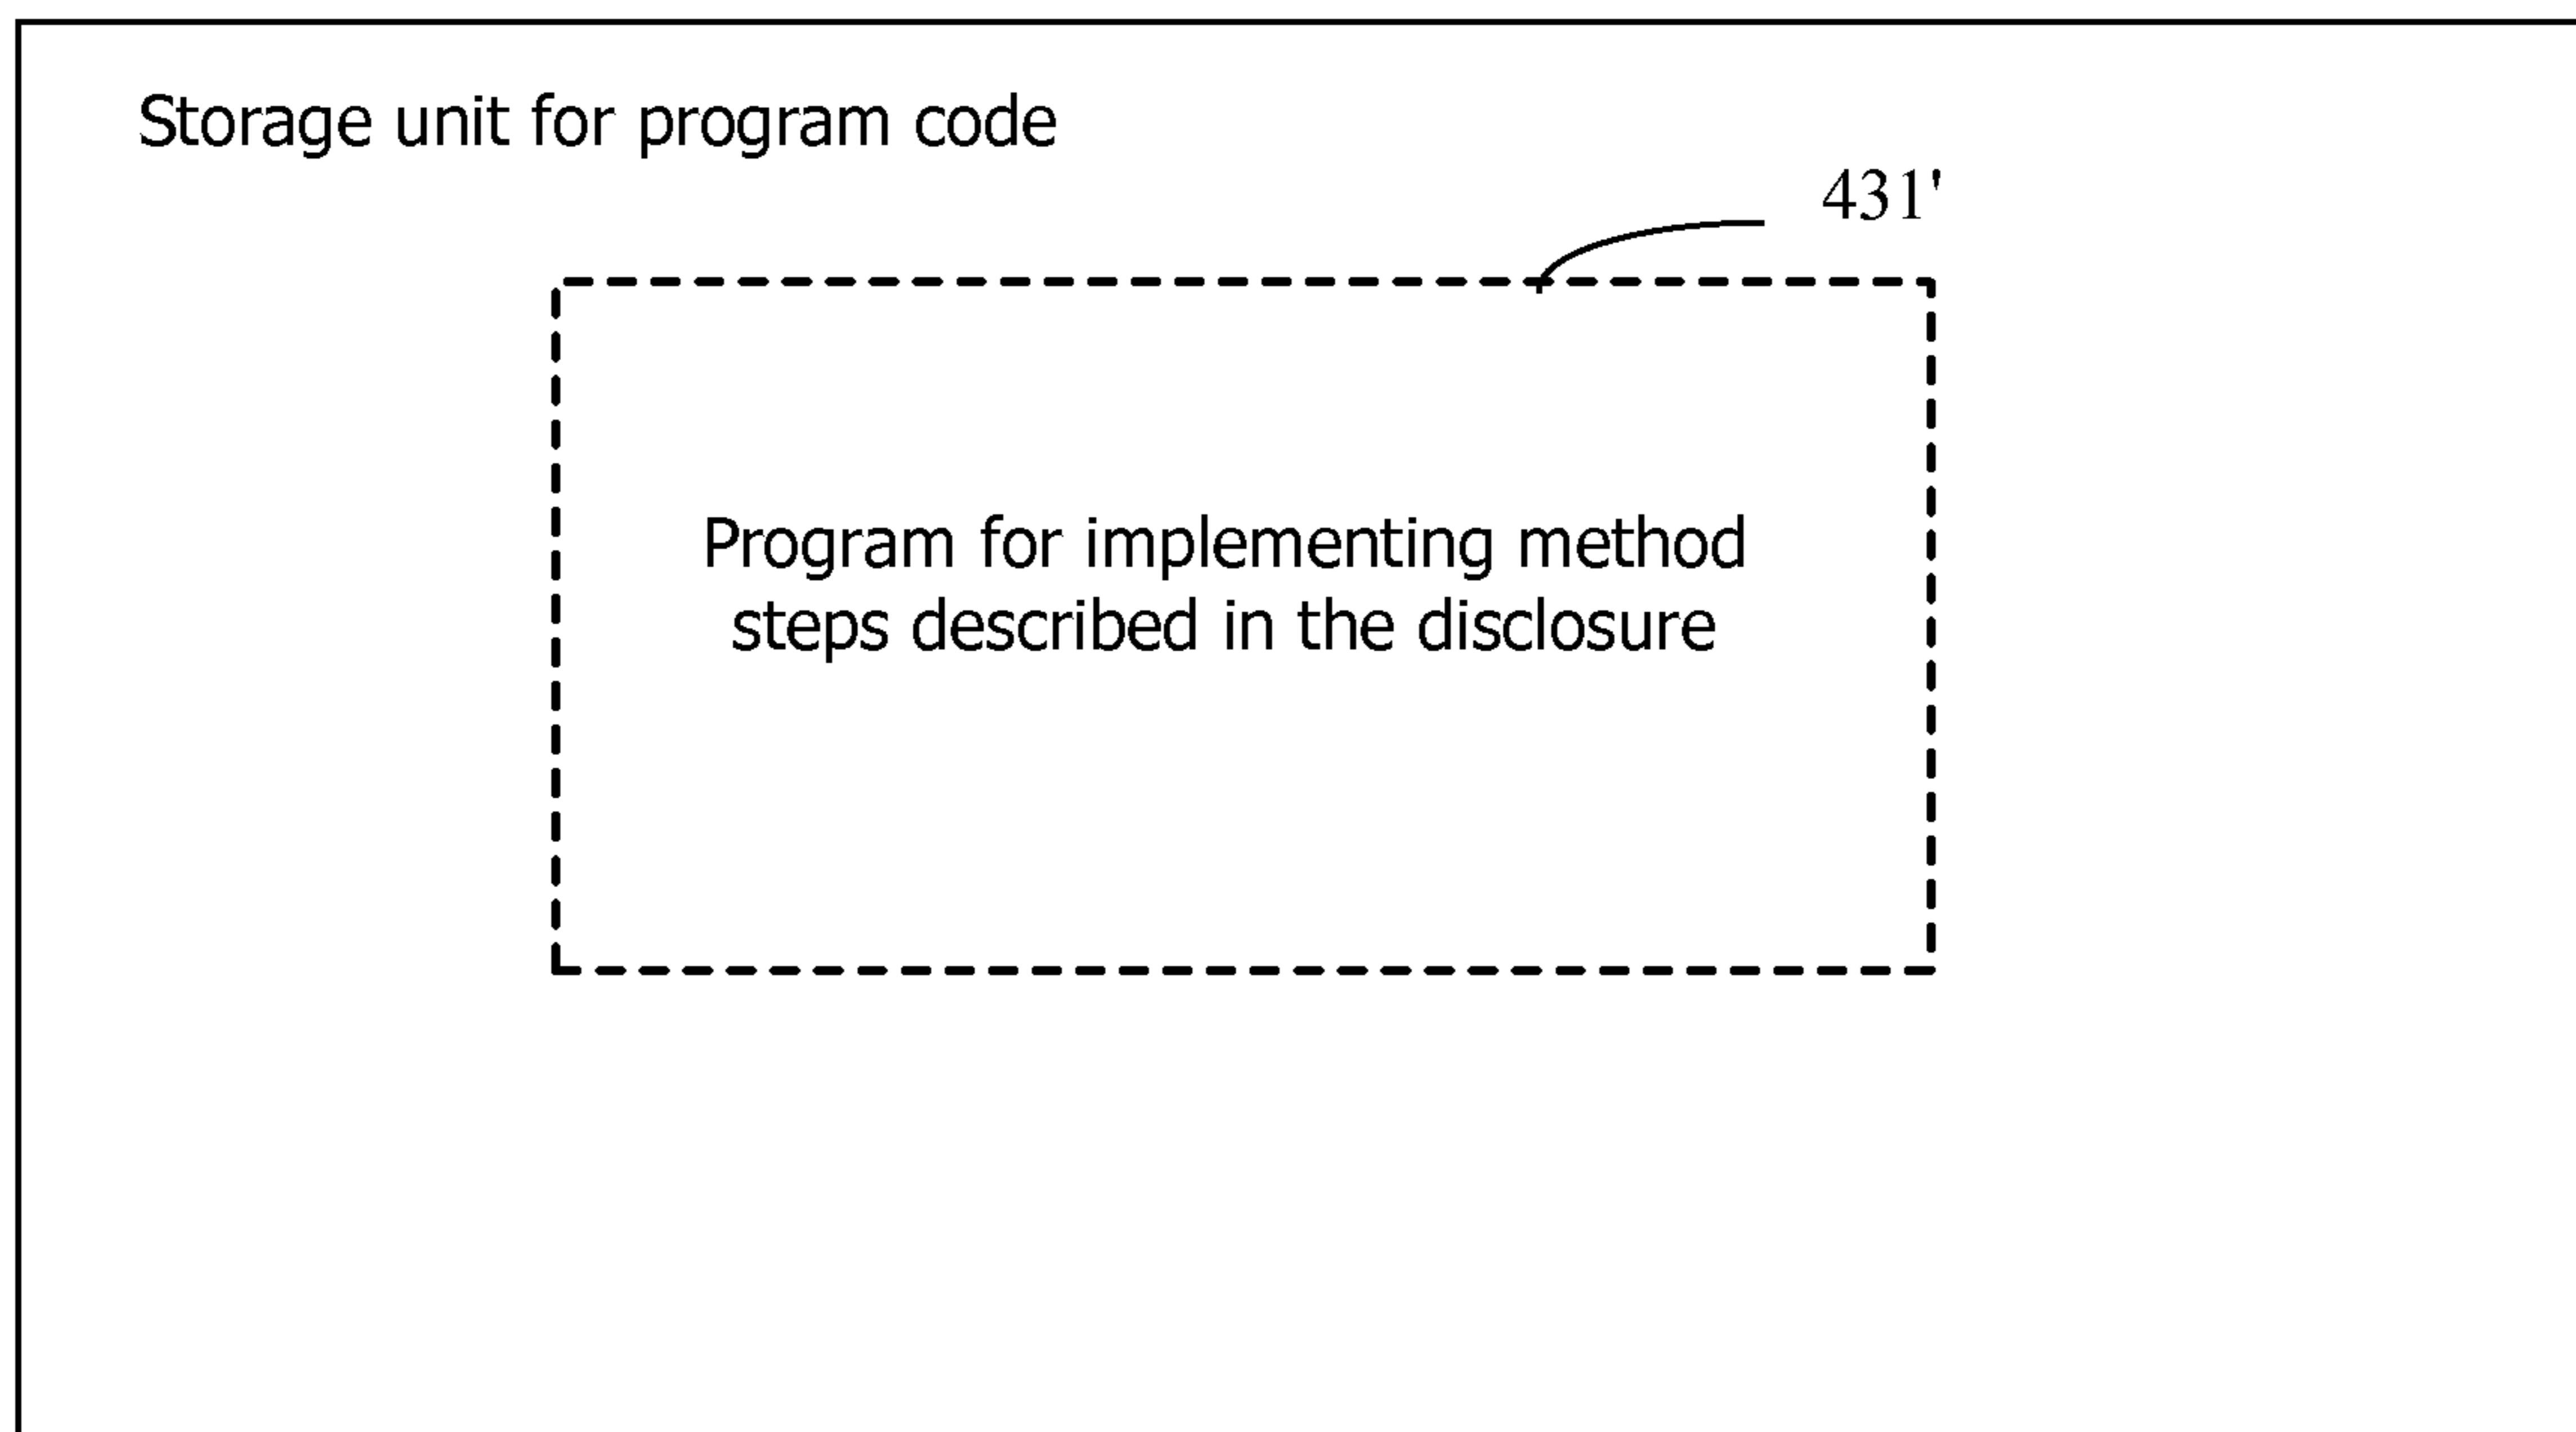 Storage unit for program code
431'
Program for implementing method
steps described in the disclosure